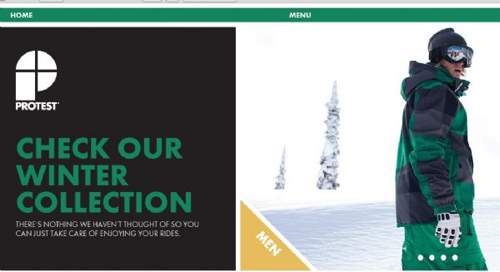 HOME
MENU
PROTEST
CHECK OUR
WINTER
COLLECTION
THERE'S NOTHING WE HAVEN'T THOUGHT OF SO YOU
CAN JUST TAKE CARE OF ENJOYING YOUR RIDES.
MEN